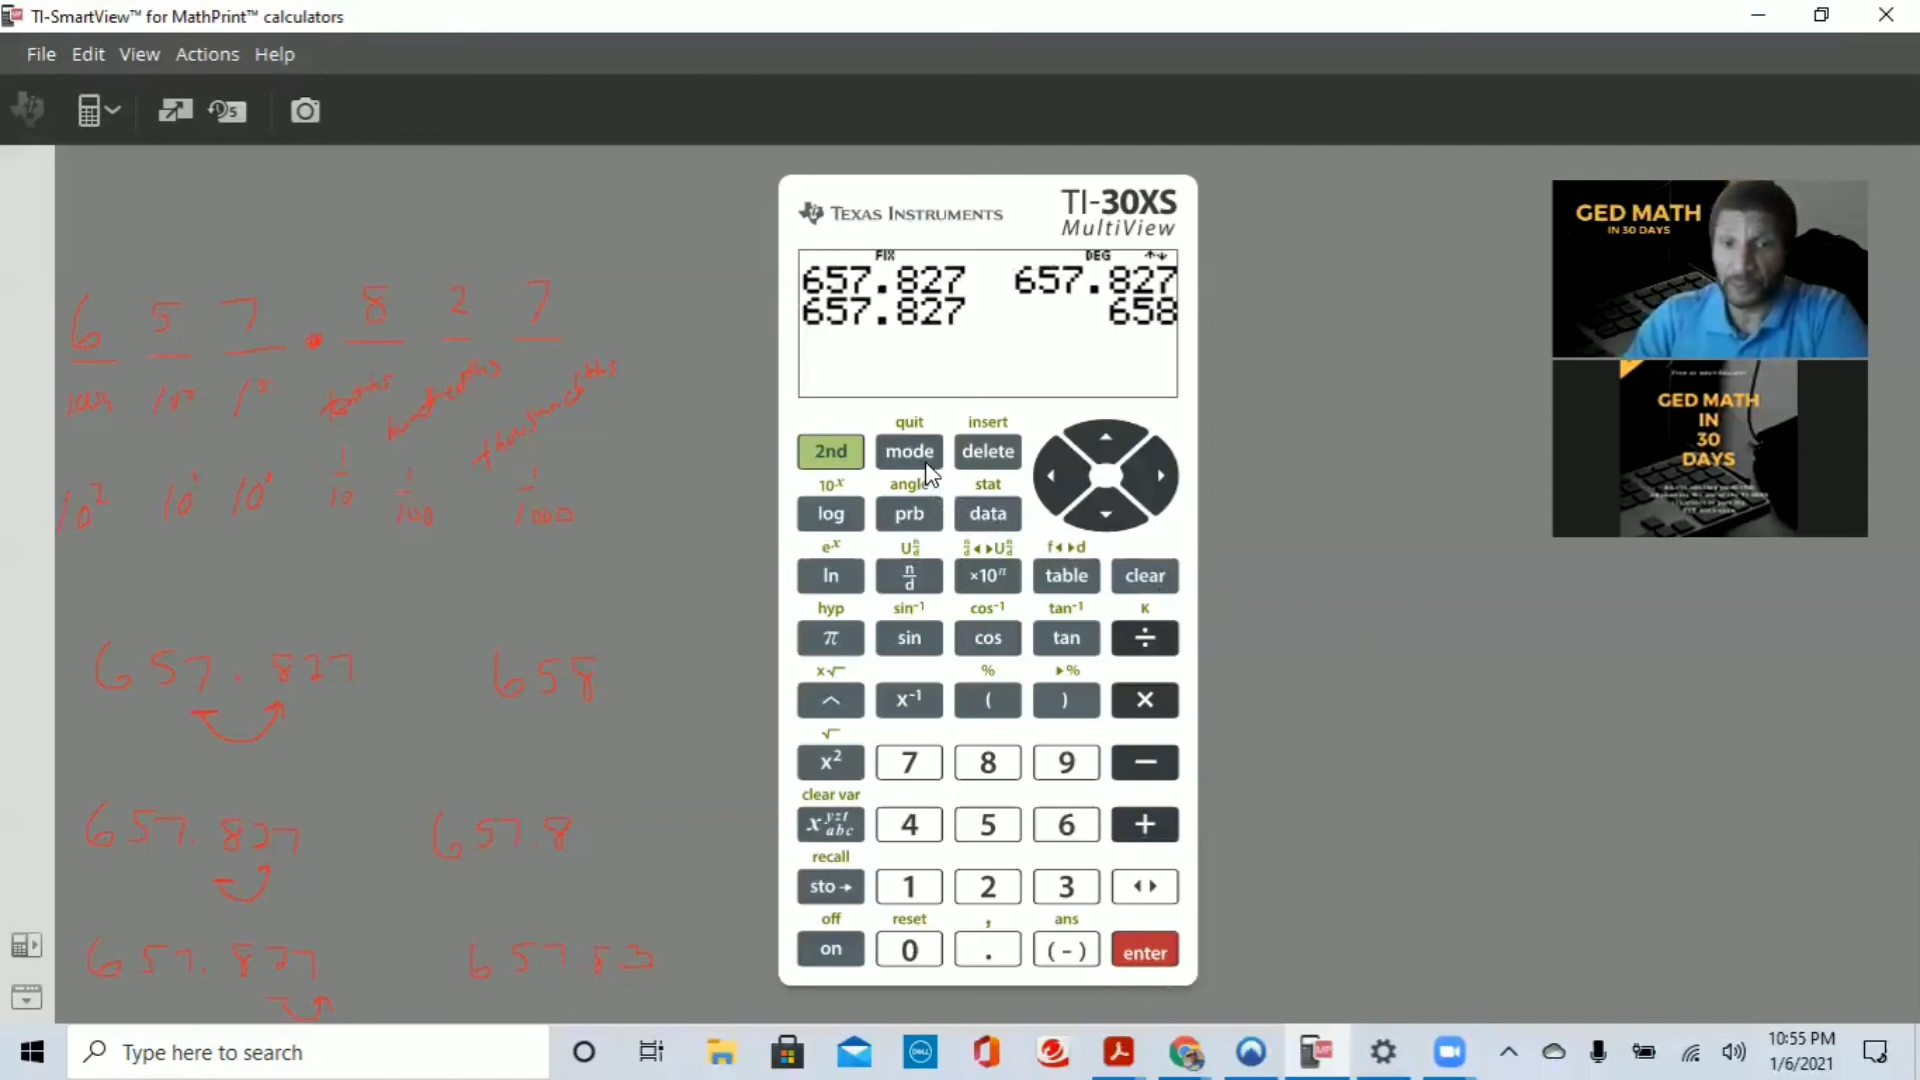 TI-SmartView™ for MathPrint™ calculators
File Edit View Actions Help
6 5 7 . 8 2 7
tenths hundredths thousandths
10² 10¹ 10⁰ 1/10 1/100 1/1000
657.827 658
657.827 657.8
657.827 657.83
TEXAS INSTRUMENTS
TI-30XS
MultiView
FIX DEG
657.827 657.827
657.827 658
quit insert
2nd mode delete
10ˣ angle stat
log prb data
eˣ U n/d n/d ◄►U n/d f◄►d
ln n/d ×10ⁿ table clear
hyp sin⁻¹ cos⁻¹ tan⁻¹ K
π sin cos tan ÷
x√ % ►%
^ x⁻¹ ( ) ×
√
x² 7 8 9 −
clear var
x yzt abc 4 5 6 +
recall
sto→ 1 2 3 ◄►
off reset , ans
on 0 . (-) enter
GED MATH
IN 30 DAYS
GED MATH
IN
30
DAYS
Type here to search
DELL
10:55 PM
1/6/2021